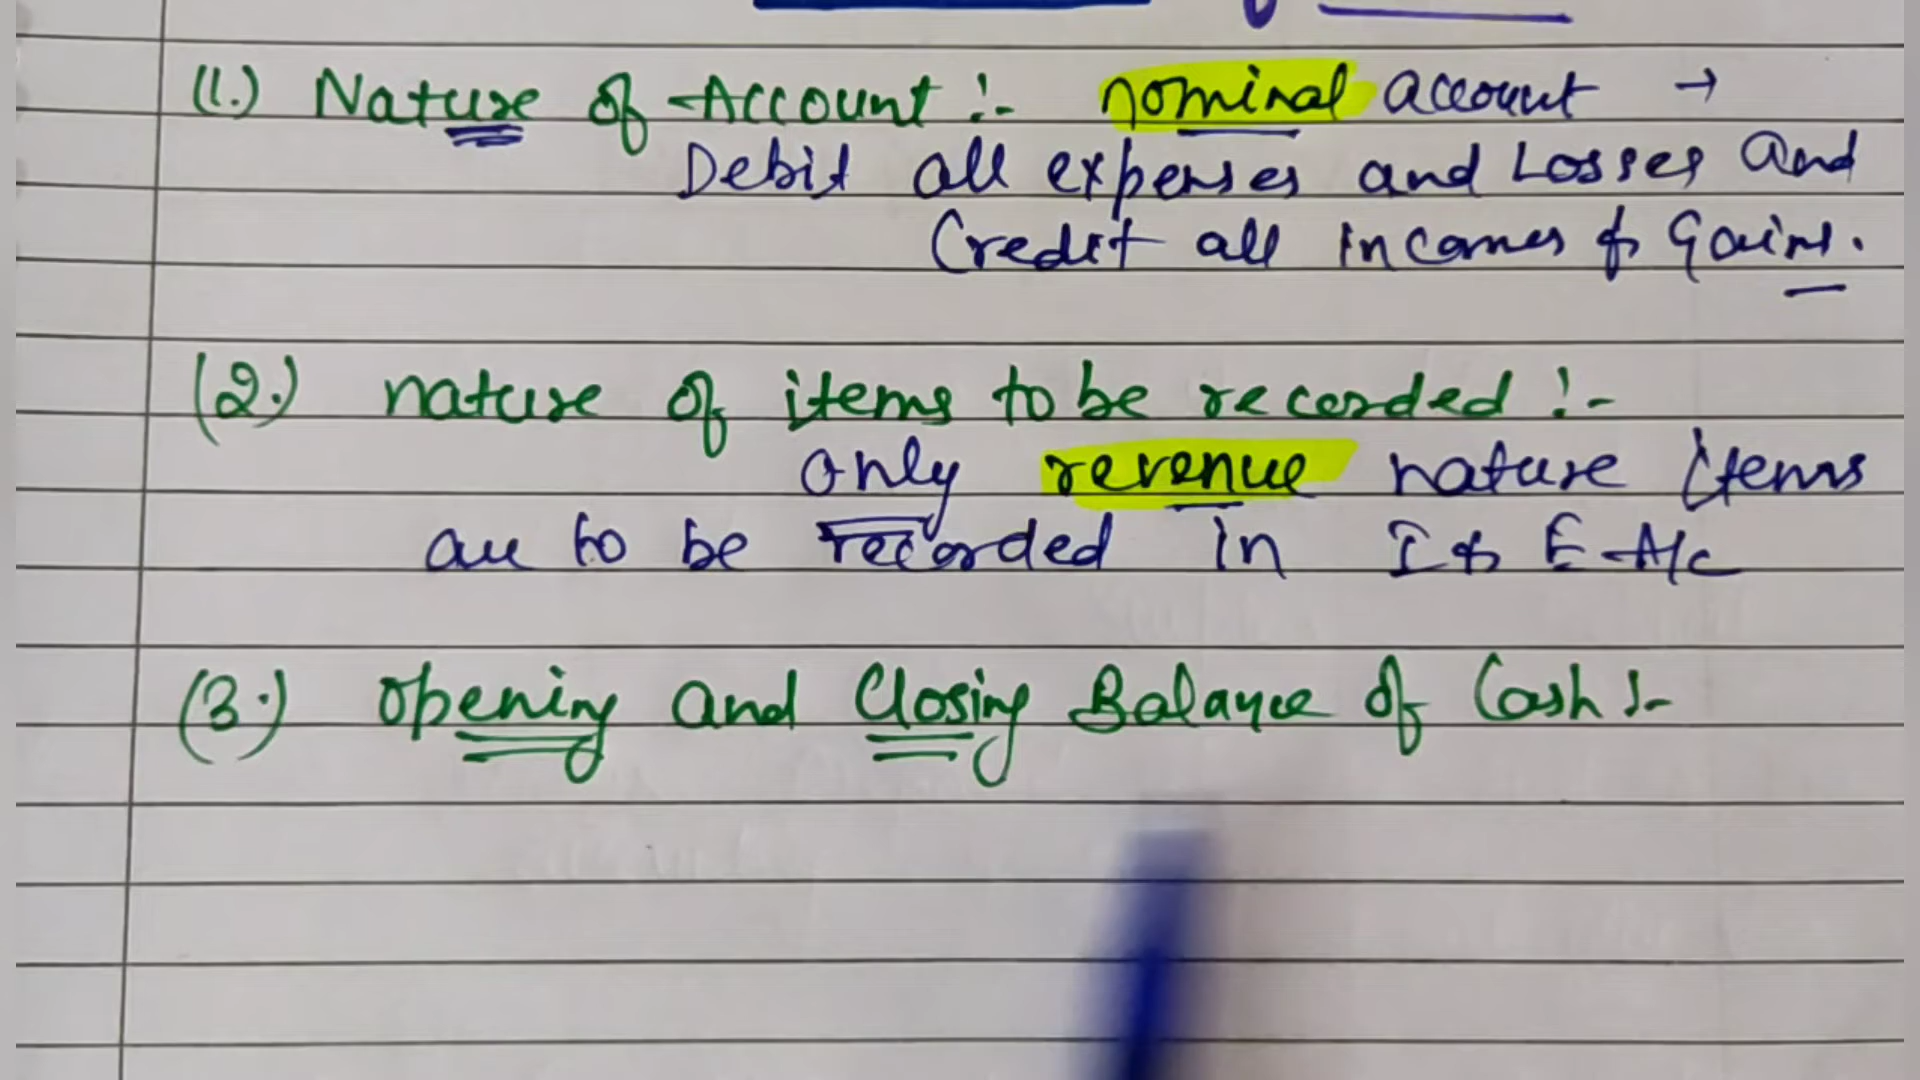 (1.) Nature of Account :- nominal account →
Debit all expenses and Losses and
Credit all incomes & Gains.
(2.) nature of items to be recorded :-
only revenue nature items
are to be recorded in I & E A/c
(3.) Opening and Closing Balance of Cash :-